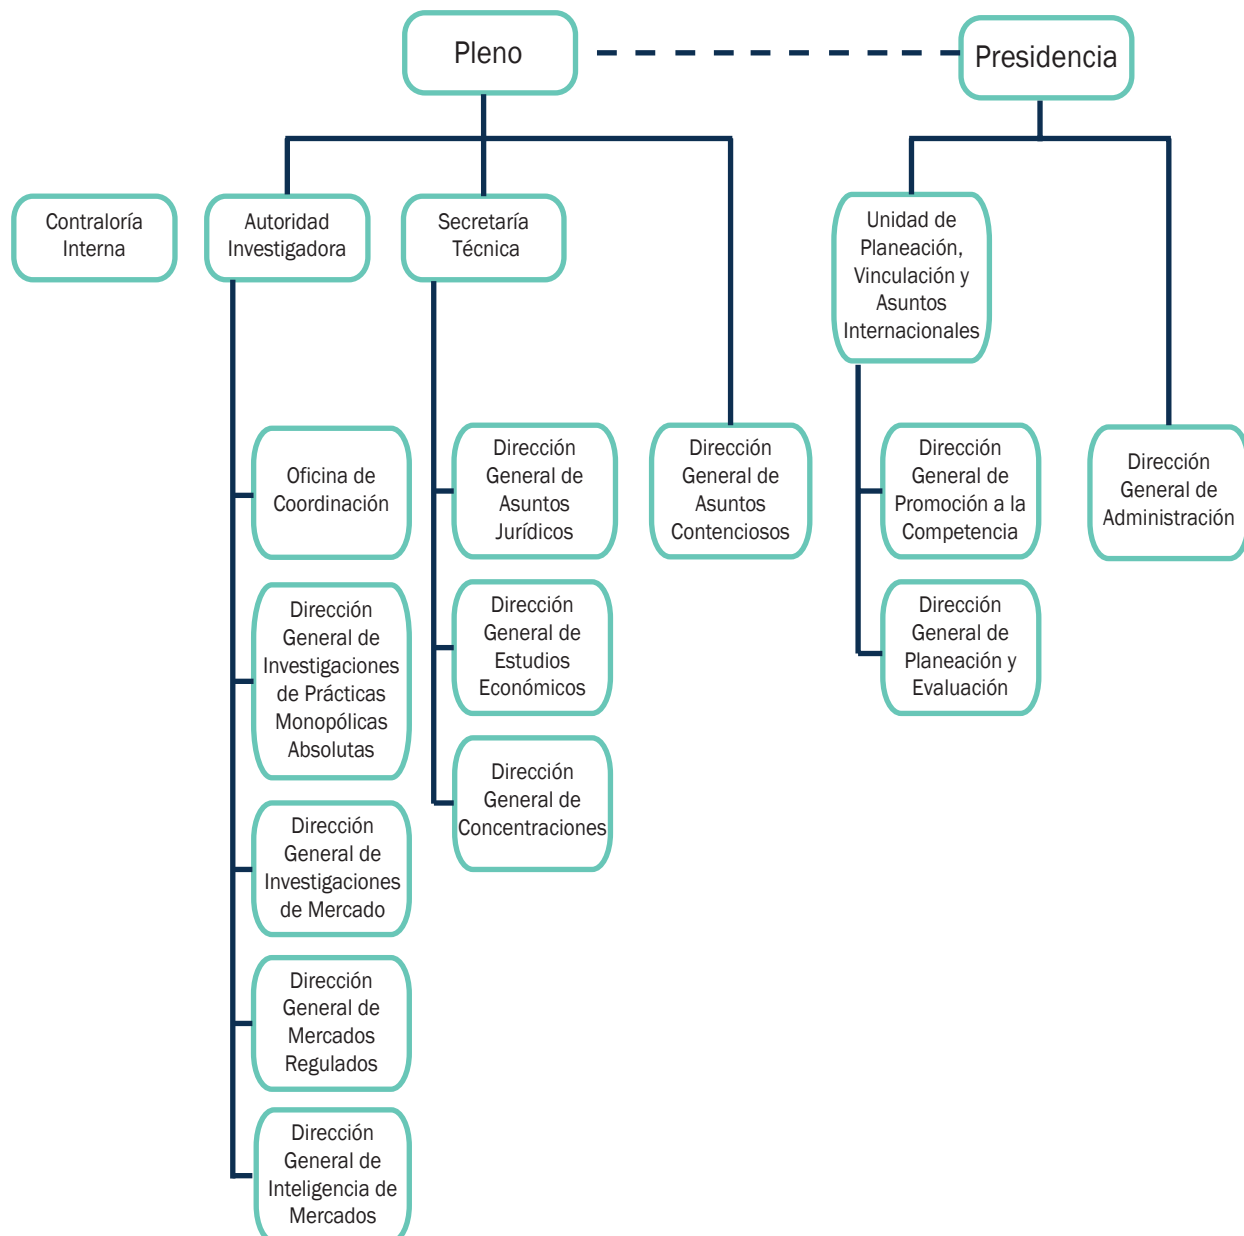 Pleno
Presidencia
Contraloría
Interna
Autoridad
Investigadora
Secretaría
Técnica
Unidad de
Planeación,
Vinculación y
Asuntos
Internacionales
Oficina de
Coordinación
Dirección
General de
Asuntos
Jurídicos
Dirección
General de
Asuntos
Contenciosos
Dirección
General de
Promoción a la
Competencia
Dirección
General de
Administración
Dirección
General de
Investigaciones
de Prácticas
Monopólicas
Absolutas
Dirección
General de
Estudios
Económicos
Dirección
General de
Planeación y
Evaluación
Dirección
General de
Concentraciones
Dirección
General de
Investigaciones
de Mercado
Dirección
General de
Mercados
Regulados
Dirección
General de
Inteligencia de
Mercados